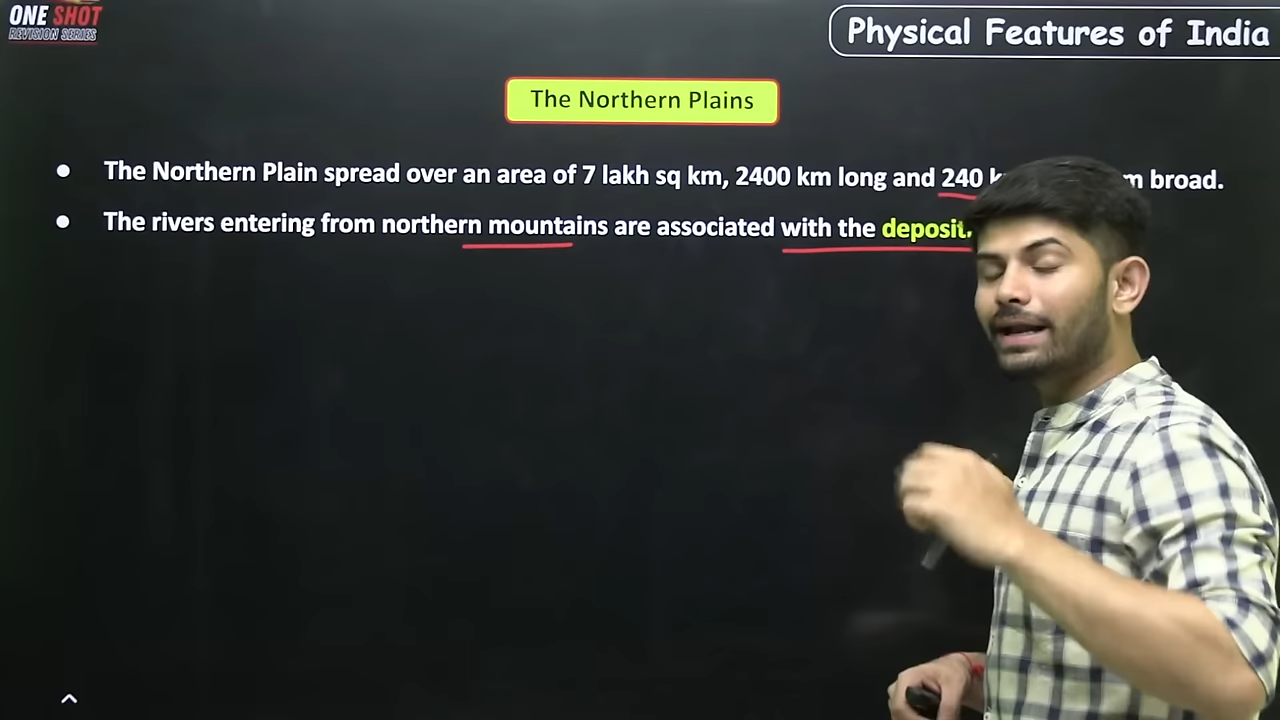 ONE SHOT
REVISION SERIES
Physical Features of India
The Northern Plains
The Northern Plain spread over an area of 7 lakh sq km, 2400 km long and 240 broad.
The rivers entering from northern mountains are associated with the deposit